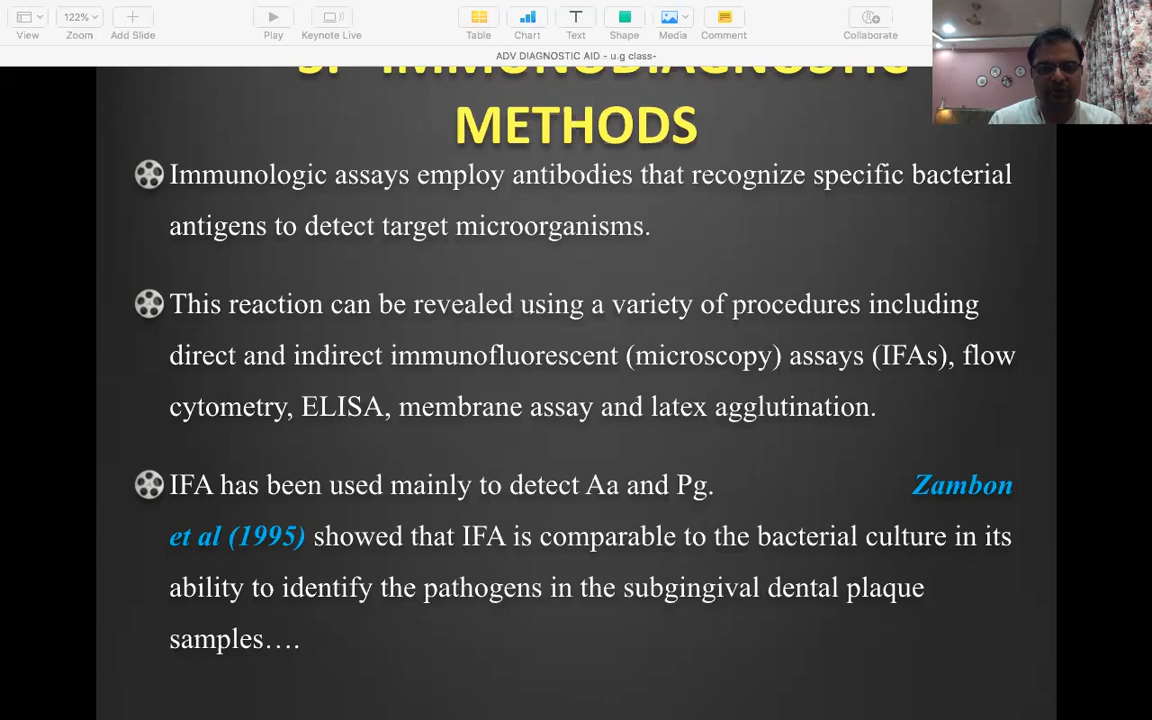 122%
View
Zoom
Add Slide
Play
Keynote Live
Table
Chart
Text
Shape
Media
Comment
Collaborate
ADV DIAGNOSTIC AID - u.g class-
IMMUNODIAGNOSTIC
METHODS
Immunologic assays employ antibodies that recognize specific bacterial
antigens to detect target microorganisms.
This reaction can be revealed using a variety of procedures including
direct and indirect immunofluorescent (microscopy) assays (IFAs), flow
cytometry, ELISA, membrane assay and latex agglutination.
IFA has been used mainly to detect Aa and Pg. Zambon
et al (1995) showed that IFA is comparable to the bacterial culture in its
ability to identify the pathogens in the subgingival dental plaque
samples….